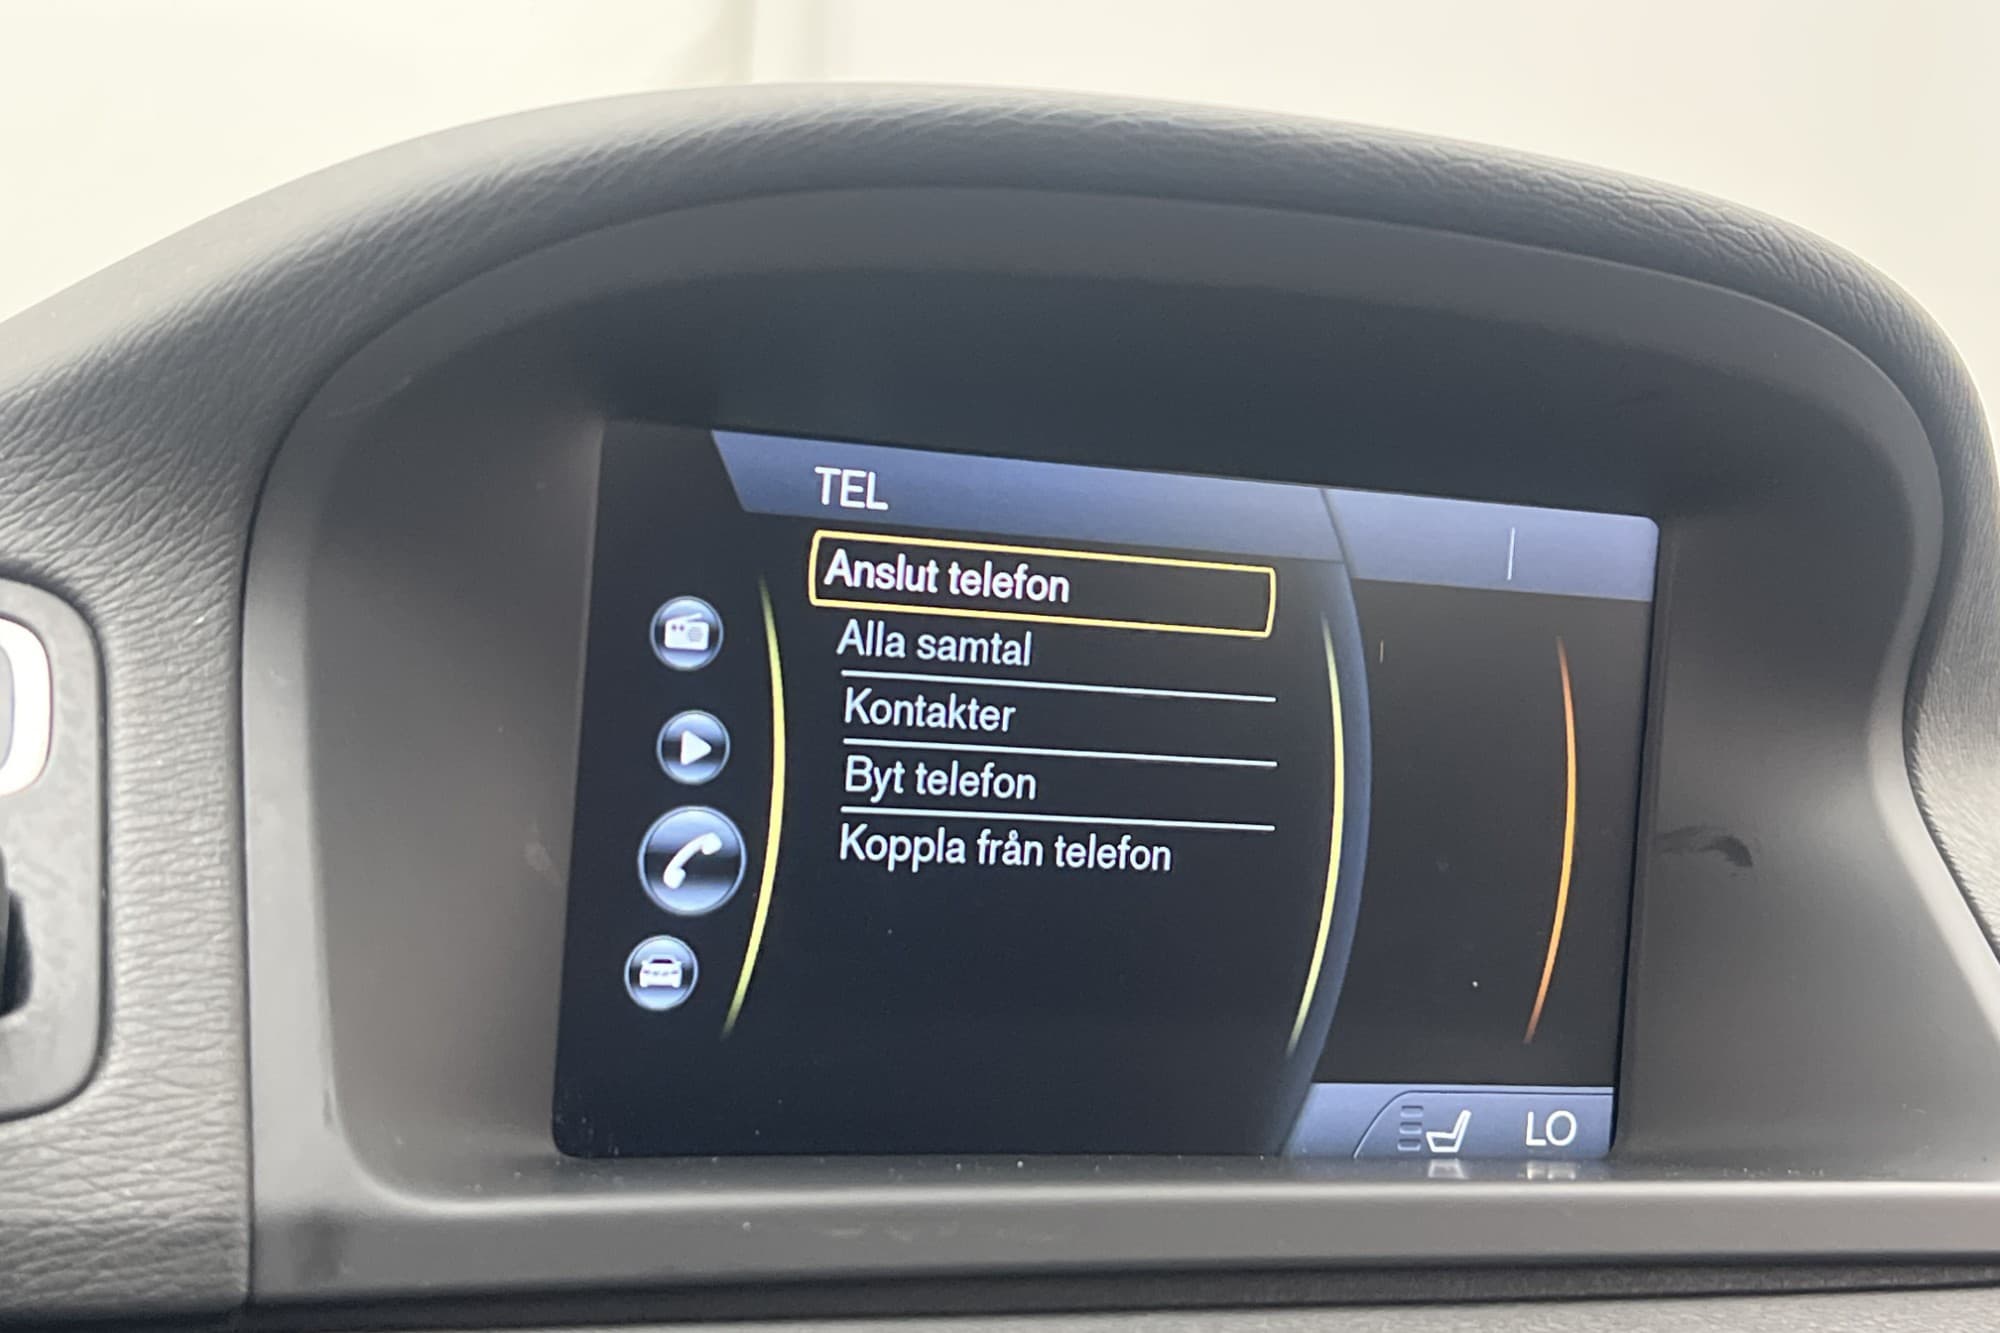 TEL
Anslut telefon
Alla samtal
Kontakter
Byt telefon
Koppla från telefon
LO